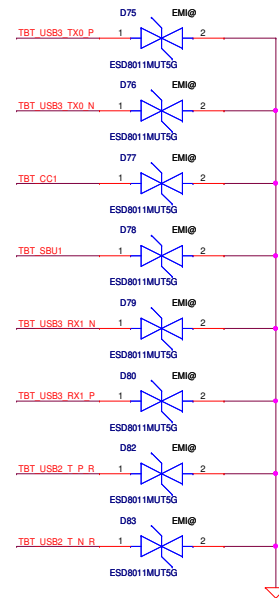 D75 EMI@
TBT_USB3_TX0_P 1 2
ESD8011MUT5G
D76 EMI@
TBT_USB3_TX0_N 1 2
ESD8011MUT5G
D77 EMI@
TBT_CC1 1 2
ESD8011MUT5G
D78 EMI@
TBT_SBU1 1 2
ESD8011MUT5G
D79 EMI@
TBT_USB3_RX1_N 1 2
ESD8011MUT5G
D80 EMI@
TBT_USB3_RX1_P 1 2
ESD8011MUT5G
D82 EMI@
TBT_USB2_T_P_R 1 2
ESD8011MUT5G
D83 EMI@
TBT_USB2_T_N_R 1 2
ESD8011MUT5G